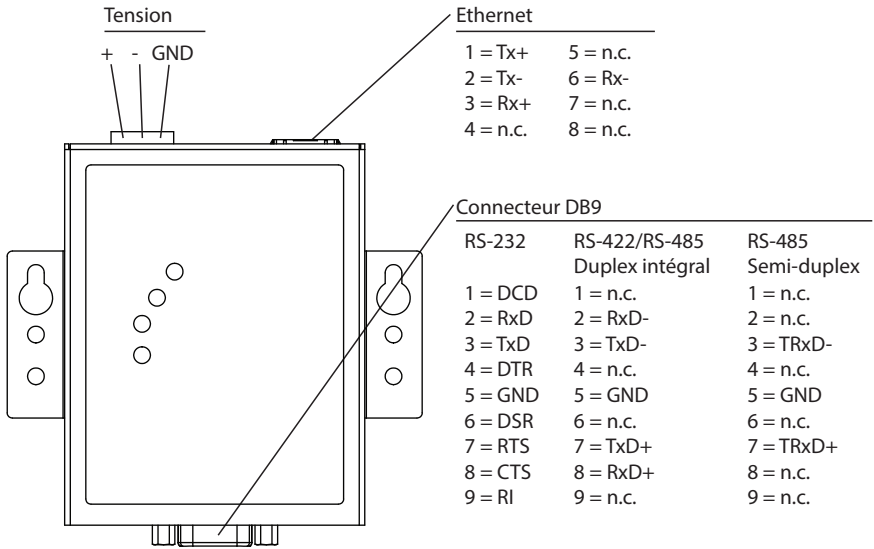 Tension
+ - GND
Ethernet
1 = Tx+ 5 = n.c.
2 = Tx- 6 = Rx-
3 = Rx+ 7 = n.c.
4 = n.c. 8 = n.c.
Connecteur DB9
RS-232 RS-422/RS-485 RS-485
Duplex intégral Semi-duplex
1 = DCD 1 = n.c. 1 = n.c.
2 = RxD 2 = RxD- 2 = n.c.
3 = TxD 3 = TxD- 3 = TRxD-
4 = DTR 4 = n.c. 4 = n.c.
5 = GND 5 = GND 5 = GND
6 = DSR 6 = n.c. 6 = n.c.
7 = RTS 7 = TxD+ 7 = TRxD+
8 = CTS 8 = RxD+ 8 = n.c.
9 = RI 9 = n.c. 9 = n.c.